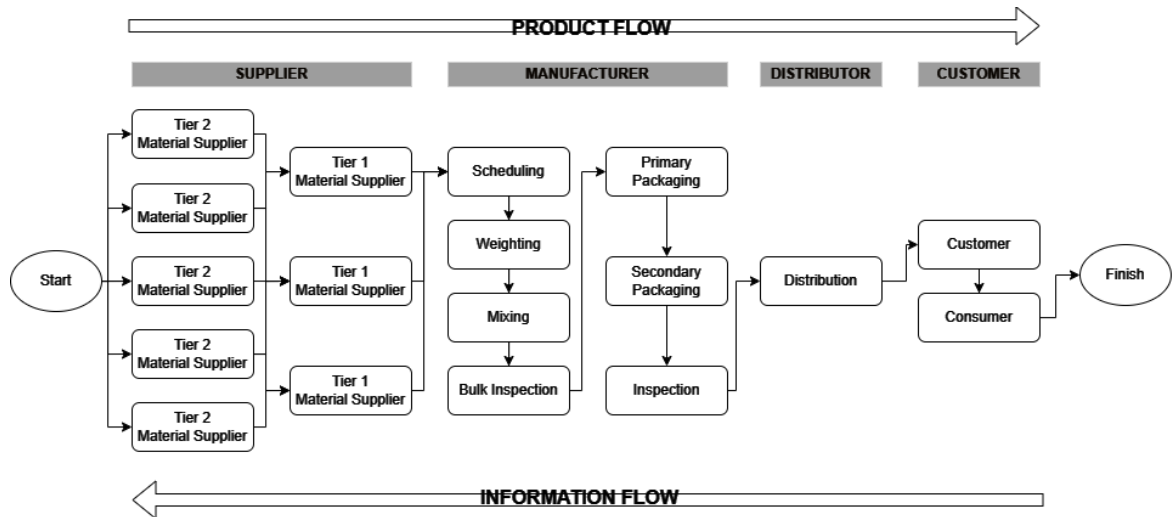 PRODUCT FLOW
SUPPLIER
MANUFACTURER
DISTRIBUTOR
CUSTOMER
Start
Tier 2
Material Supplier
Tier 2
Material Supplier
Tier 2
Material Supplier
Tier 2
Material Supplier
Tier 2
Material Supplier
Tier 1
Material Supplier
Tier 1
Material Supplier
Tier 1
Material Supplier
Scheduling
Weighting
Mixing
Bulk Inspection
Primary
Packaging
Secondary
Packaging
Inspection
Distribution
Customer
Consumer
Finish
INFORMATION FLOW